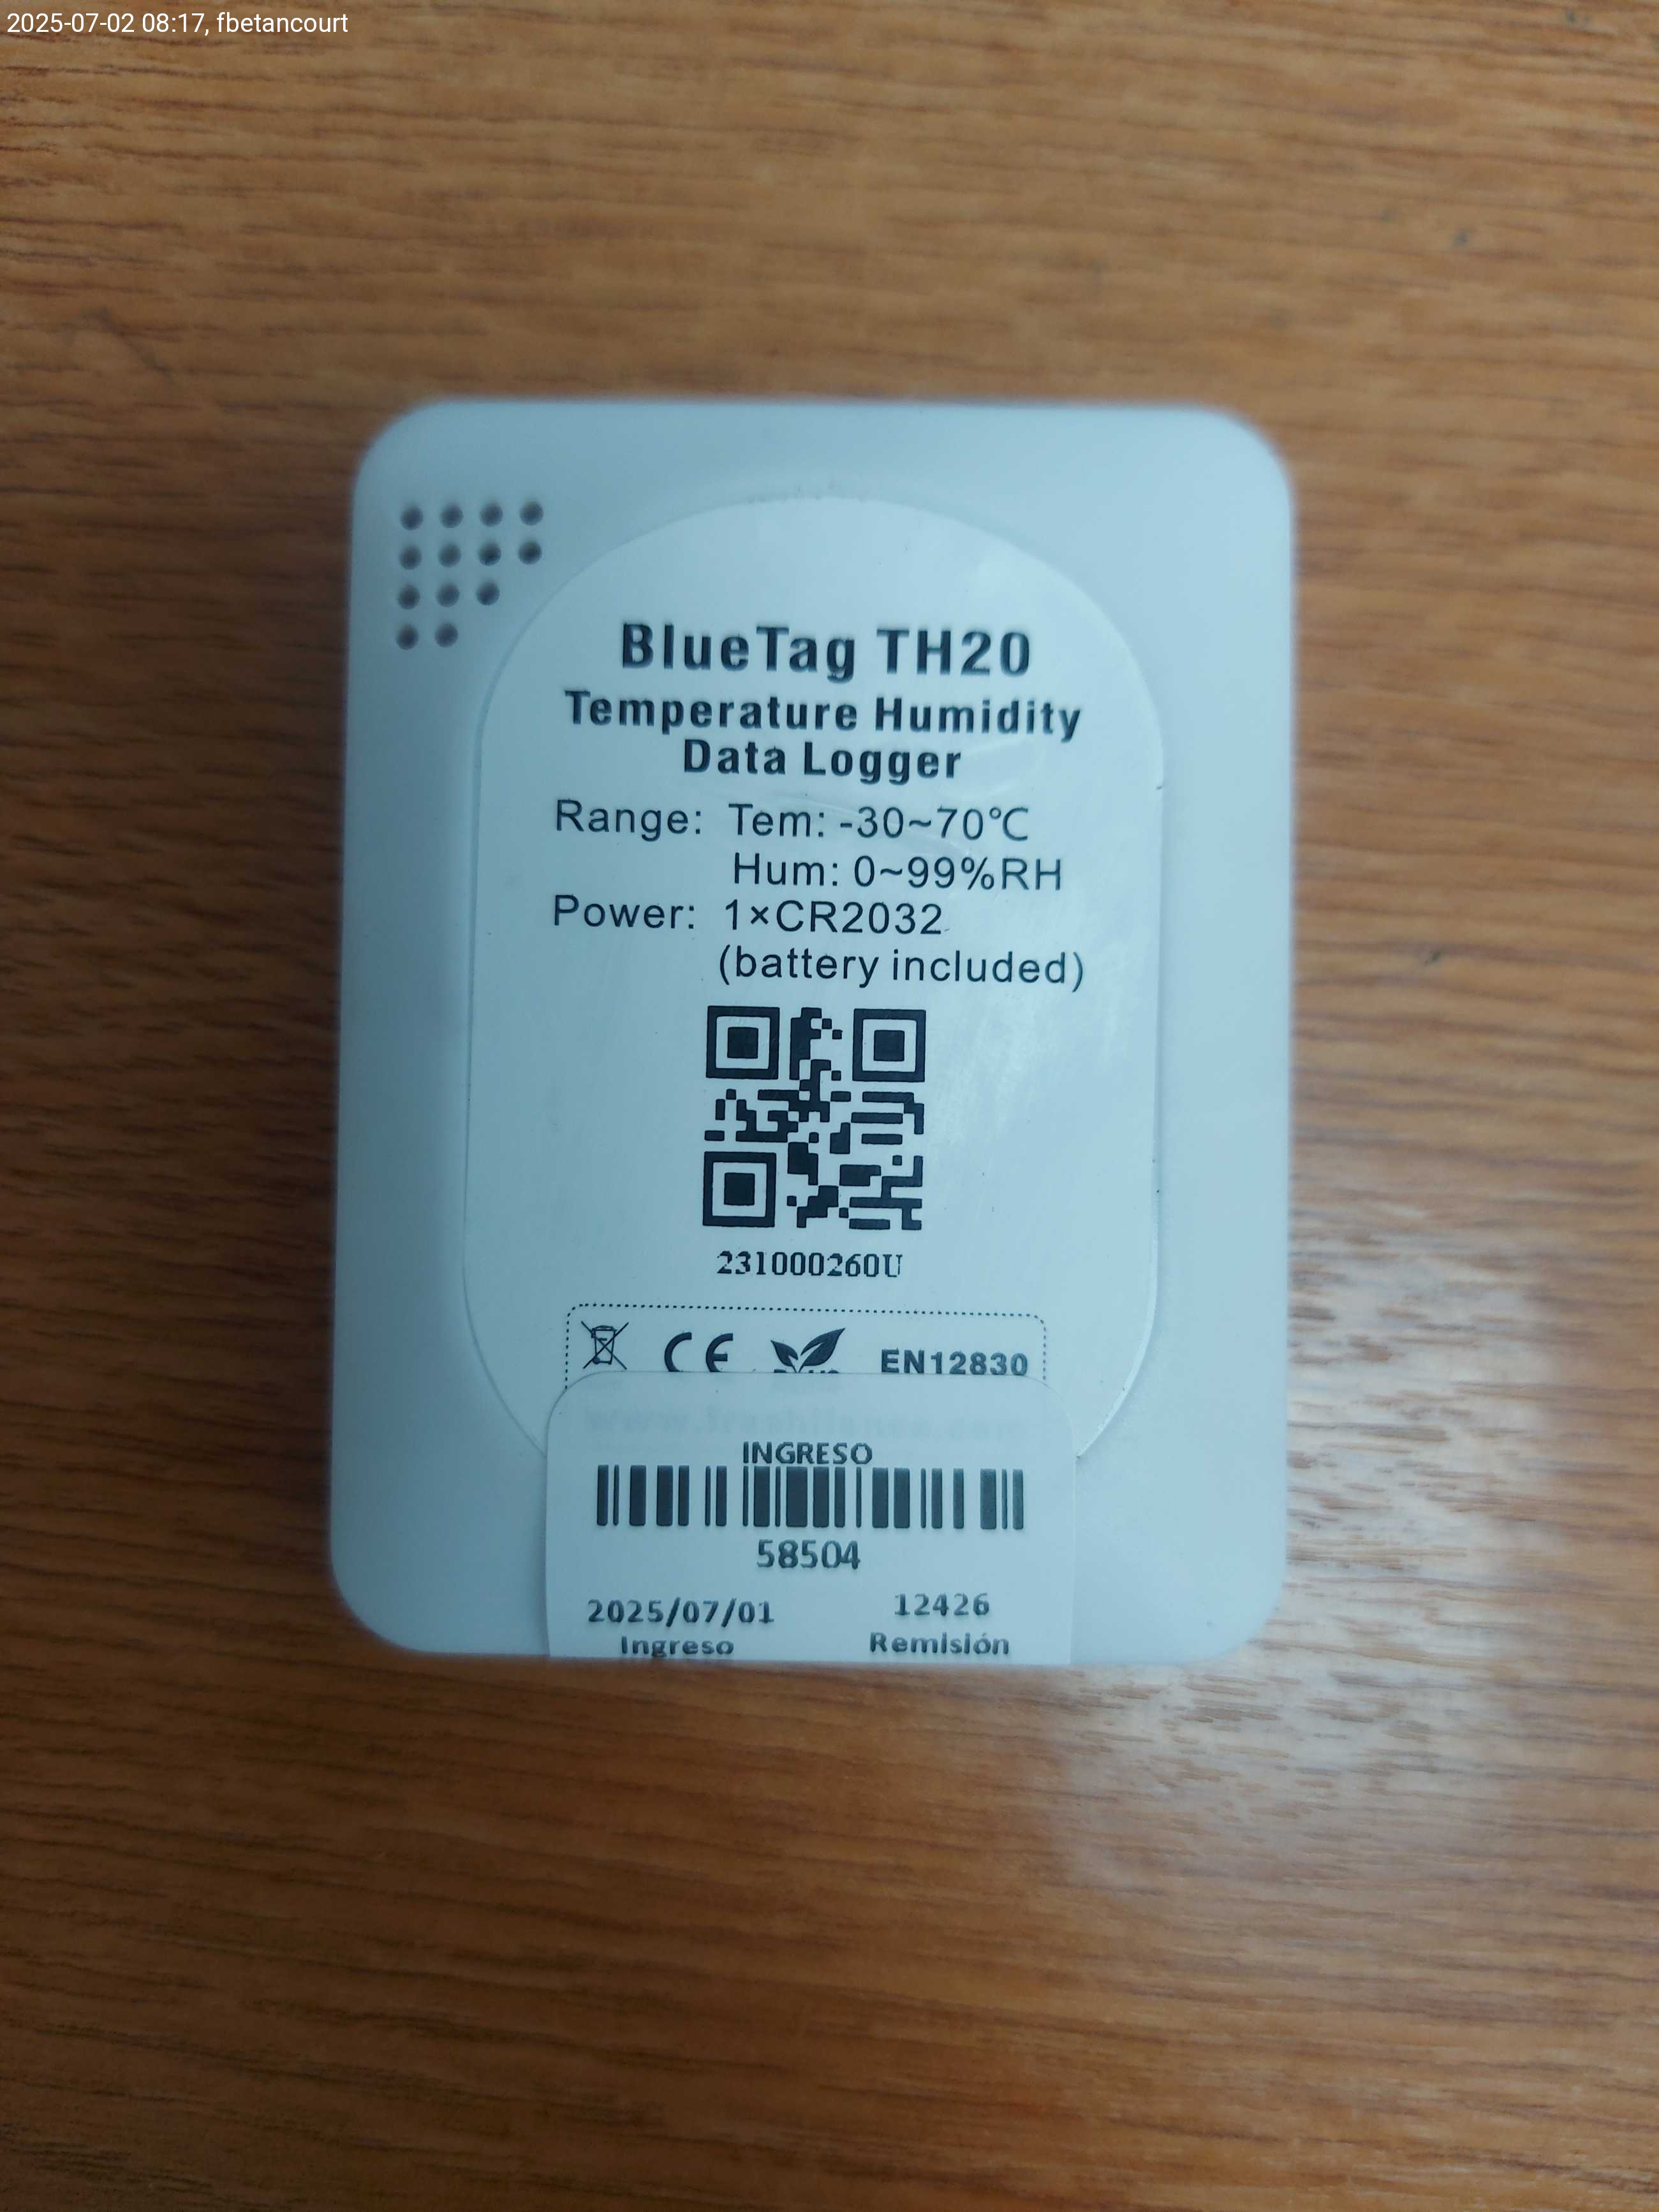 2025-07-02 08:17, fbetancourt
BlueTag TH20
Temperature Humidity
Data Logger
Range: Tem: -30~70℃
Hum: 0~99%RH
Power: 1×CR2032
(battery included)
231000260U
CE EN12830
INGRESO
58504
2025/07/01 12426
Ingreso Remisión